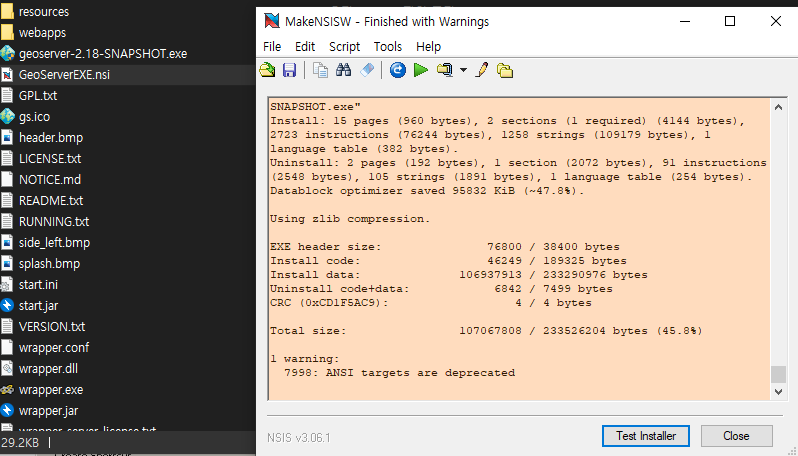 resources
webapps
geoserver-2.18-SNAPSHOT.exe
GeoServerEXE.nsi
GPL.txt
gs.ico
header.bmp
LICENSE.txt
NOTICE.md
README.txt
RUNNING.txt
side_left.bmp
splash.bmp
start.ini
start.jar
VERSION.txt
wrapper.conf
wrapper.dll
wrapper.exe
wrapper.jar
wrapper_server_license.txt
29.2KB
MakeNSISW - Finished with Warnings
File Edit Script Tools Help
SNAPSHOT.exe"
Install: 15 pages (960 bytes), 2 sections (1 required) (4144 bytes),
2723 instructions (76244 bytes), 1258 strings (109179 bytes), 1
language table (382 bytes).
Uninstall: 2 pages (192 bytes), 1 section (2072 bytes), 91 instructions
(2548 bytes), 105 strings (1891 bytes), 1 language table (254 bytes).
Datablock optimizer saved 95832 KiB (~47.8%).
Using zlib compression.
EXE header size: 76800 / 38400 bytes
Install code: 46249 / 189325 bytes
Install data: 106937913 / 233290976 bytes
Uninstall code+data: 6842 / 7499 bytes
CRC (0xCD1F5AC9): 4 / 4 bytes
Total size: 107067808 / 233526204 bytes (45.8%)
1 warning:
7998: ANSI targets are deprecated
NSIS v3.06.1
Test Installer
Close